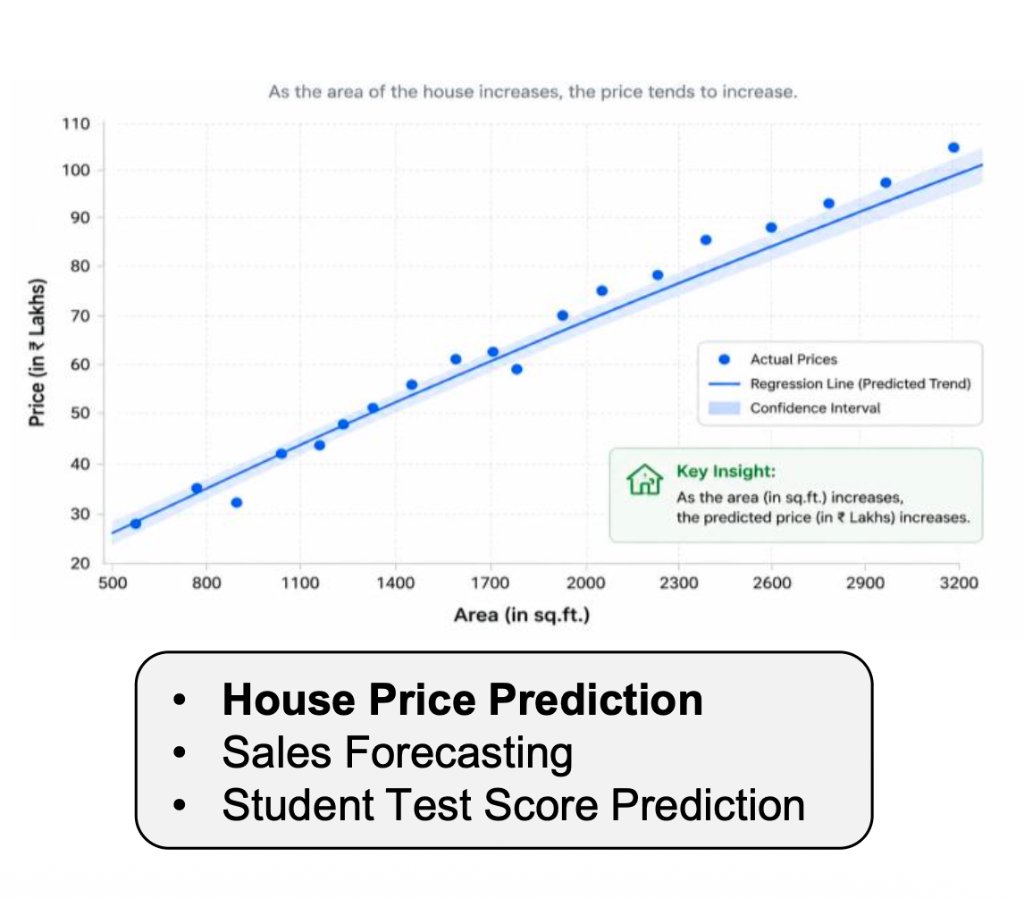 As the area of the house increases, the price tends to increase.
110
100
90
80
70
60
50
40
30
20
Price (in ₹ Lakhs)
500 800 1100 1400 1700 2000 2300 2600 2900 3200
Area (in sq.ft.)
Actual Prices
Regression Line (Predicted Trend)
Confidence Interval
Key Insight:
As the area (in sq.ft.) increases,
the predicted price (in ₹ Lakhs) increases.
• House Price Prediction
• Sales Forecasting
• Student Test Score Prediction